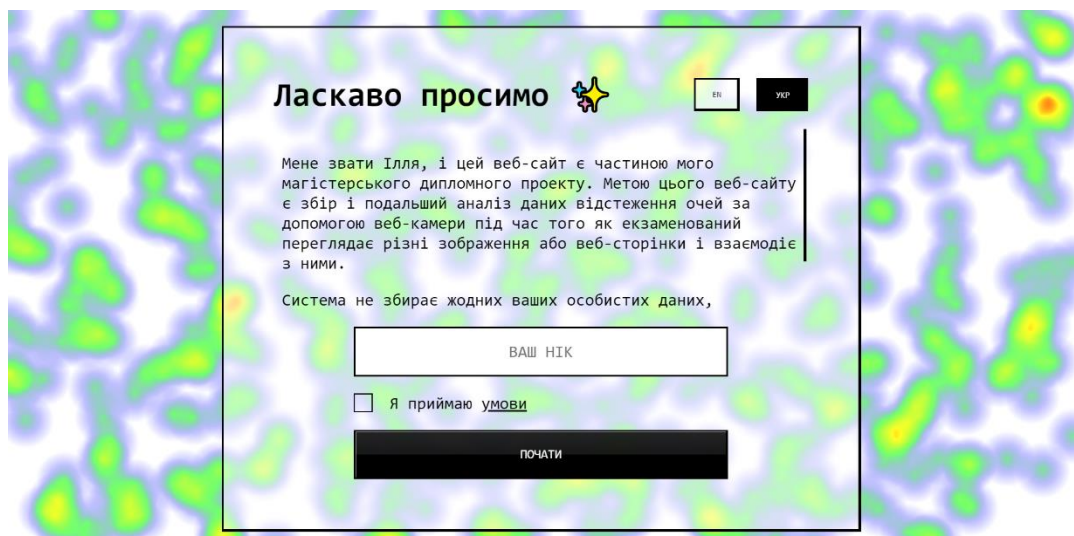 Ласкаво просимо ✨
EN
УКР
Мене звати Ілля, і цей веб-сайт є частиною мого
магістерського дипломного проекту. Метою цього веб-сайту
є збір і подальший аналіз даних відстеження очей за
допомогою веб-камери під час того як екзаменований
переглядає різні зображення або веб-сторінки і взаємодіє
з ними.
Система не збирає жодних ваших особистих даних,
ВАШ НІК
Я приймаю умови
ПОЧАТИ